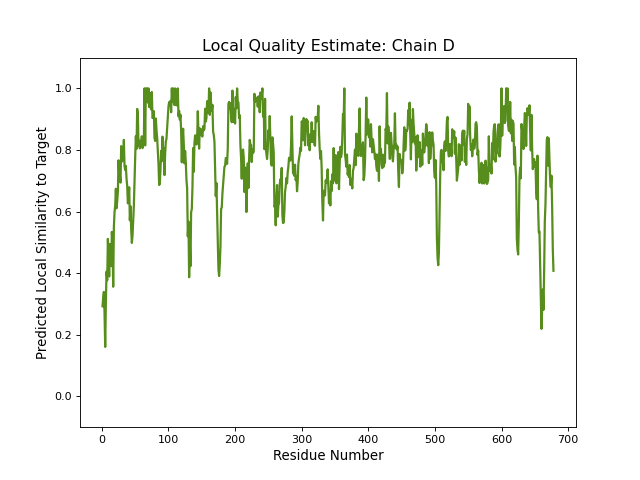 Local Quality Estimate: Chain D
Predicted Local Similarity to Target
1.0
0.8
0.6
0.4
0.2
0.0
0 100 200 300 400 500 600 700
Residue Number